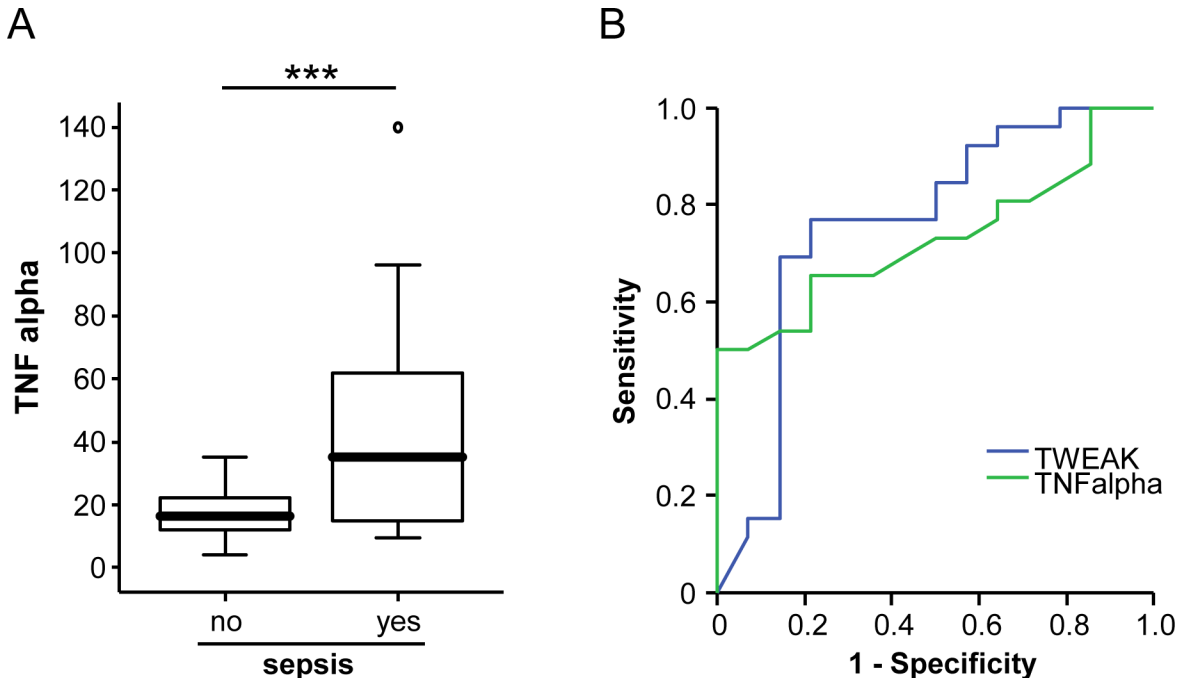 A
***
TNF alpha
140
120
100
80
60
40
20
0
no yes
sepsis
B
Sensitivity
1.0
0.8
0.6
0.4
0.2
0
TWEAK
TNFalpha
0 0.2 0.4 0.6 0.8 1.0
1 - Specificity